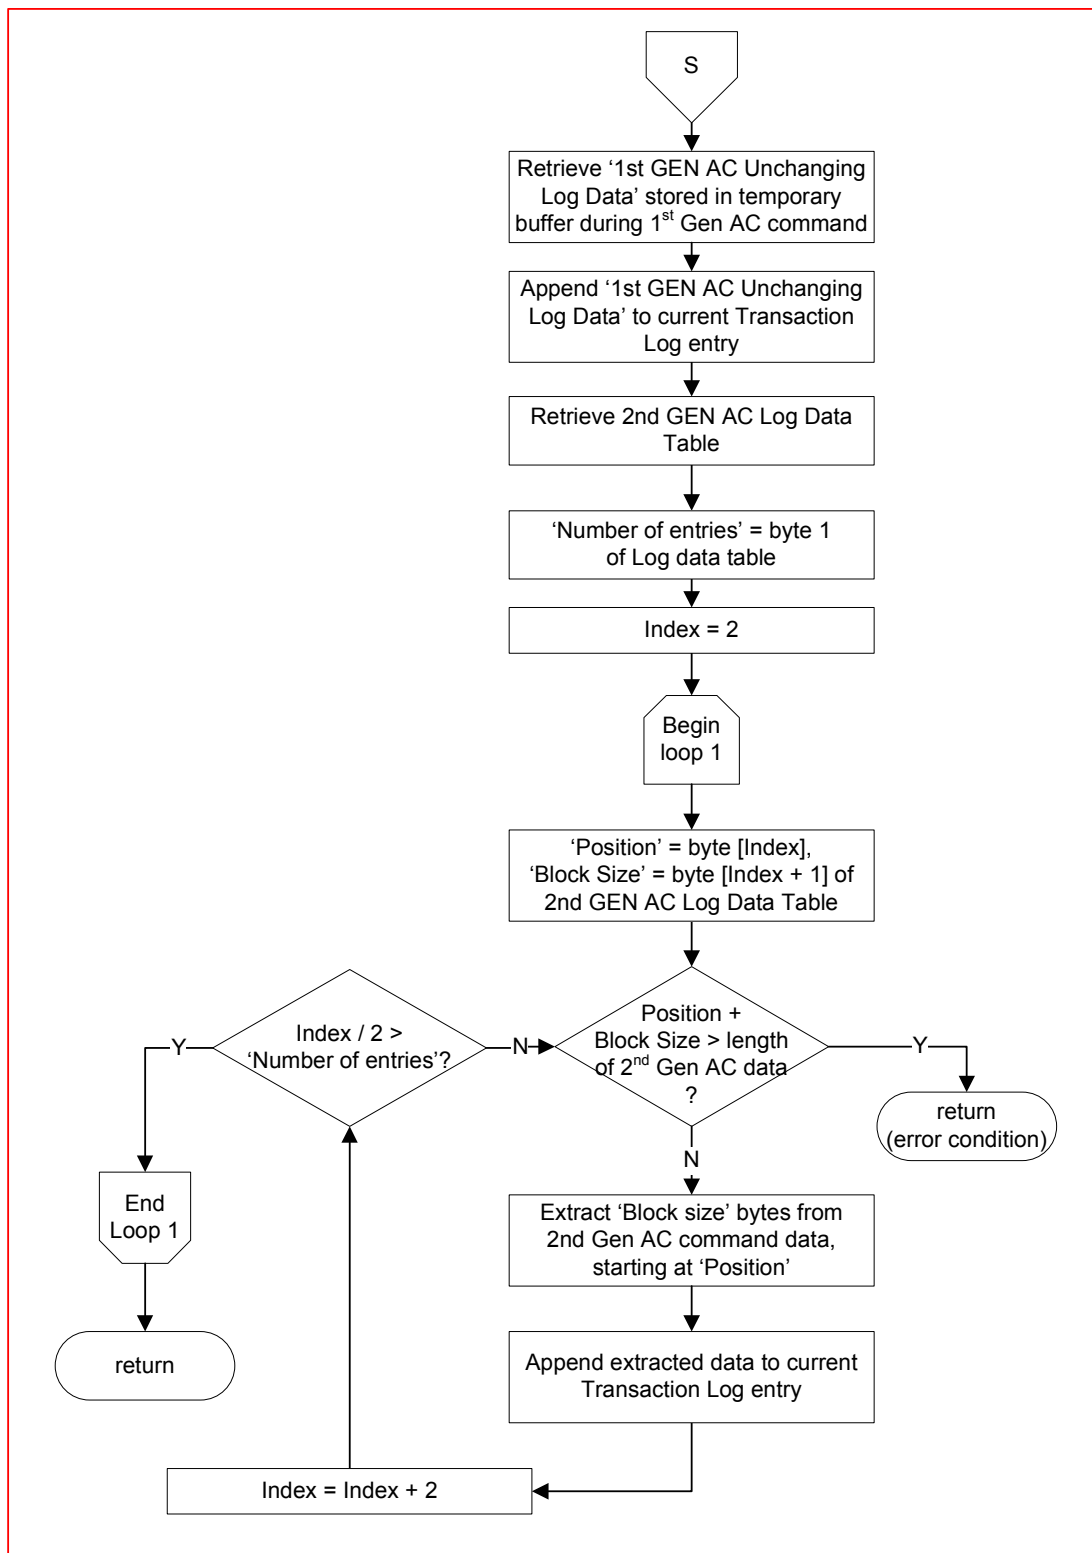 S
Retrieve ‘1st GEN AC Unchanging
Log Data’ stored in temporary
buffer during 1st Gen AC command
Append ‘1st GEN AC Unchanging
Log Data’ to current Transaction
Log entry
Retrieve 2nd GEN AC Log Data
Table
‘Number of entries’ = byte 1
of Log data table
Index = 2
Begin
loop 1
‘Position’ = byte [Index],
‘Block Size’ = byte [Index + 1] of
2nd GEN AC Log Data Table
Position +
Block Size > length
of 2nd Gen AC data
?
Y
return
(error condition)
N
Extract ‘Block size’ bytes from
2nd Gen AC command data,
starting at ‘Position’
Append extracted data to current
Transaction Log entry
Index = Index + 2
Index / 2 >
‘Number of entries’?
N
Y
End
Loop 1
return